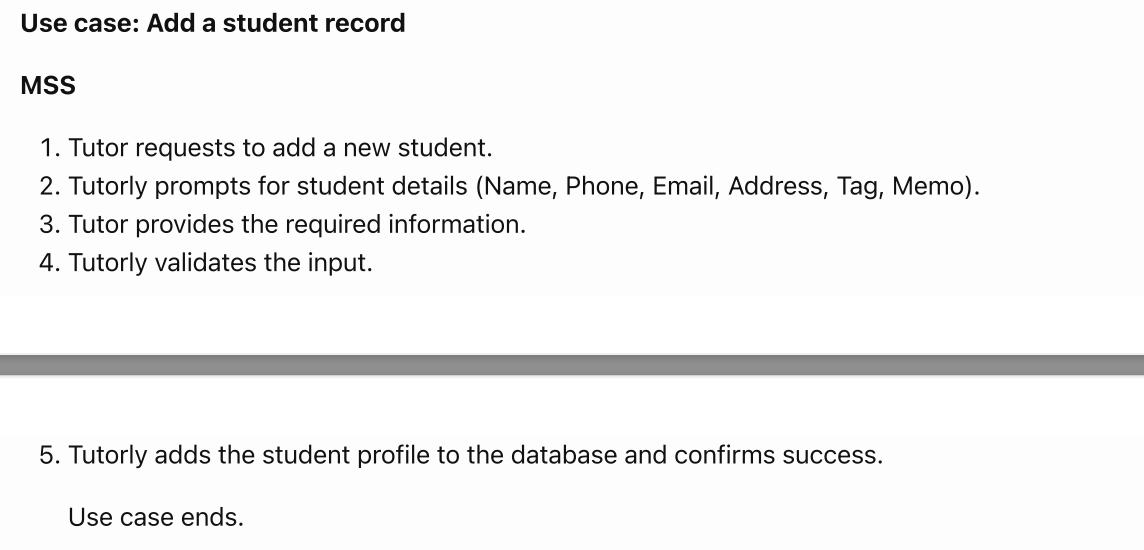 Use case: Add a student record
MSS
1. Tutor requests to add a new student.
2. Tutorly prompts for student details (Name, Phone, Email, Address, Tag, Memo).
3. Tutor provides the required information.
4. Tutorly validates the input.
5. Tutorly adds the student profile to the database and confirms success.
Use case ends.